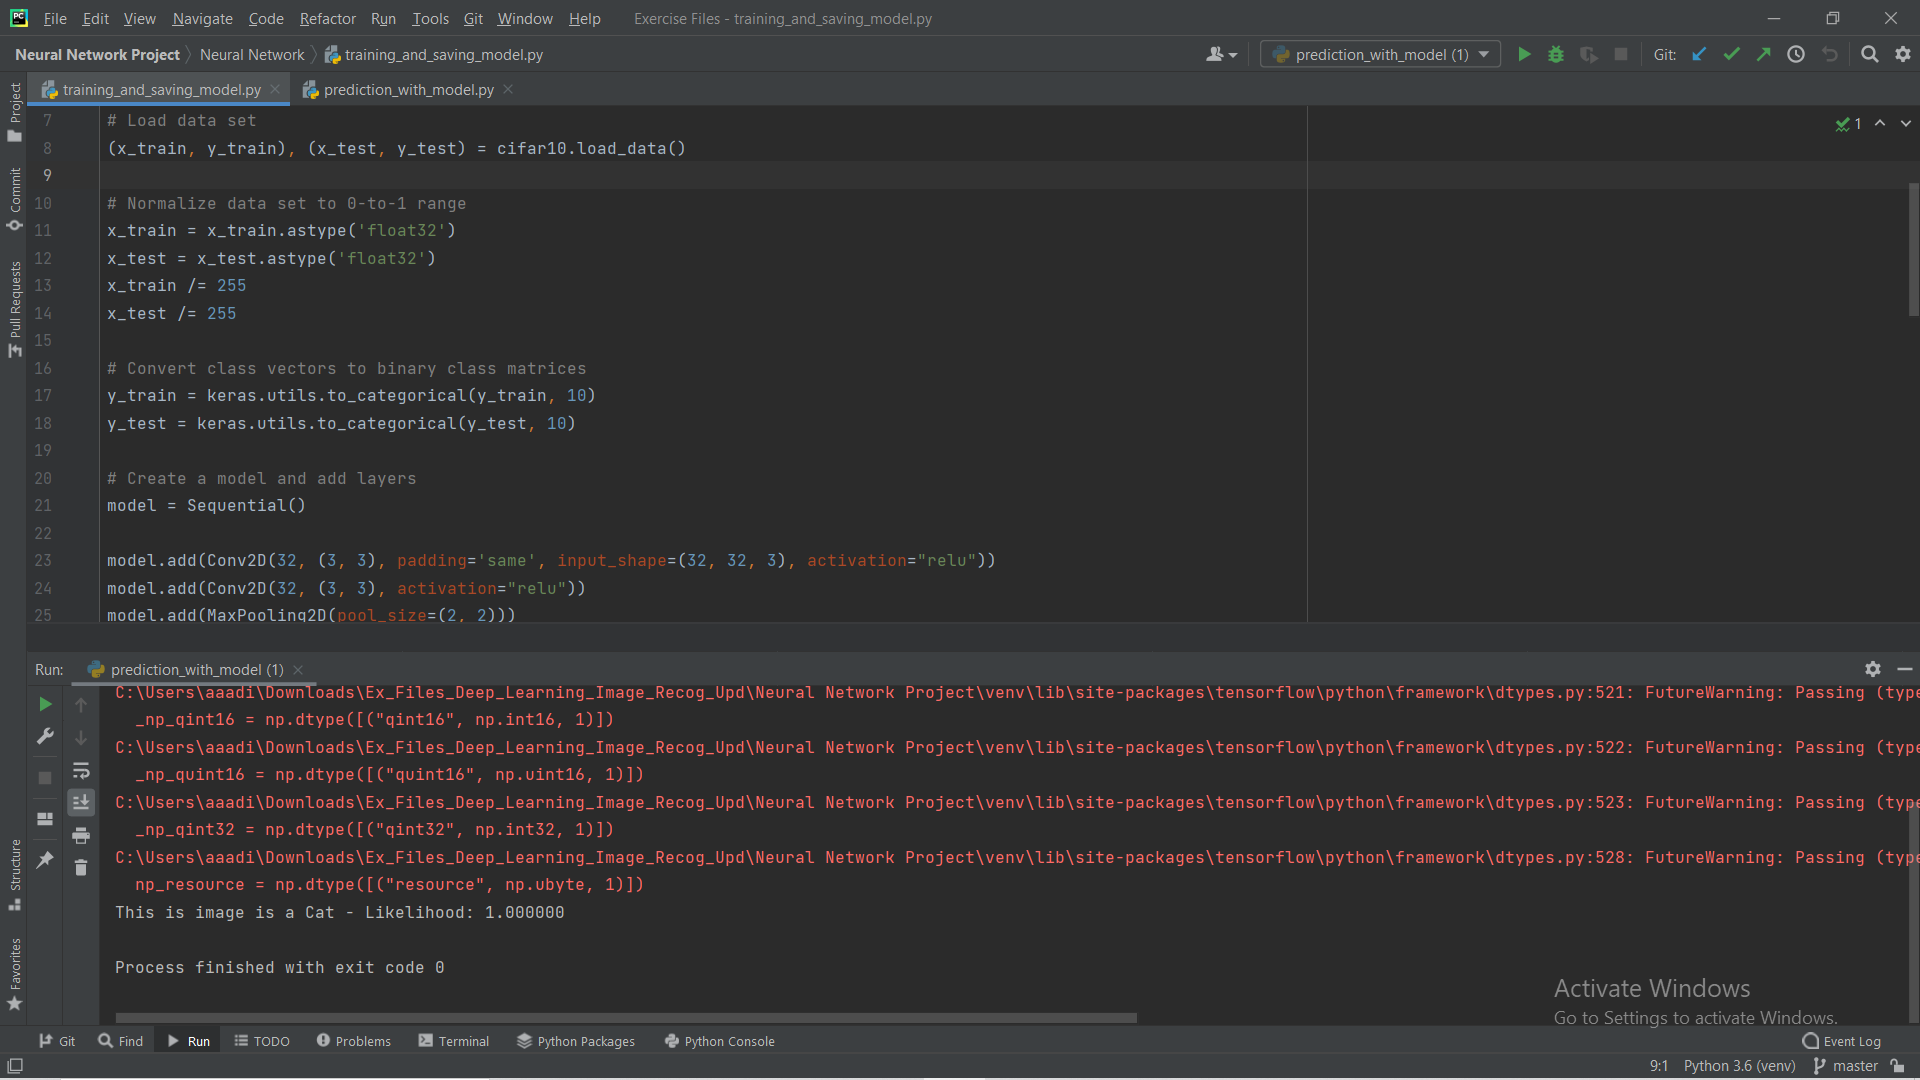 File Edit View Navigate Code Refactor Run Tools Git Window Help Exercise Files - training_and_saving_model.py
Neural Network Project Neural Network training_and_saving_model.py prediction_with_model (1) Git:
training_and_saving_model.py prediction_with_model.py
Project
Commit
Pull Requests
Structure
Favorites
1
7 # Load data set
8 (x_train, y_train), (x_test, y_test) = cifar10.load_data()
9
10 # Normalize data set to 0-to-1 range
11 x_train = x_train.astype('float32')
12 x_test = x_test.astype('float32')
13 x_train /= 255
14 x_test /= 255
15
16 # Convert class vectors to binary class matrices
17 y_train = keras.utils.to_categorical(y_train, 10)
18 y_test = keras.utils.to_categorical(y_test, 10)
19
20 # Create a model and add layers
21 model = Sequential()
22
23 model.add(Conv2D(32, (3, 3), padding='same', input_shape=(32, 32, 3), activation="relu"))
24 model.add(Conv2D(32, (3, 3), activation="relu"))
25 model.add(MaxPooling2D(pool_size=(2, 2)))
Run: prediction_with_model (1)
C:\Users\aaadi\Downloads\Ex_Files_Deep_Learning_Image_Recog_Upd\Neural Network Project\venv\lib\site-packages\tensorflow\python\framework\dtypes.py:521: FutureWarning: Passing (type
_np_qint16 = np.dtype([("qint16", np.int16, 1)])
C:\Users\aaadi\Downloads\Ex_Files_Deep_Learning_Image_Recog_Upd\Neural Network Project\venv\lib\site-packages\tensorflow\python\framework\dtypes.py:522: FutureWarning: Passing (type
_np_quint16 = np.dtype([("quint16", np.uint16, 1)])
C:\Users\aaadi\Downloads\Ex_Files_Deep_Learning_Image_Recog_Upd\Neural Network Project\venv\lib\site-packages\tensorflow\python\framework\dtypes.py:523: FutureWarning: Passing (type
_np_qint32 = np.dtype([("qint32", np.int32, 1)])
C:\Users\aaadi\Downloads\Ex_Files_Deep_Learning_Image_Recog_Upd\Neural Network Project\venv\lib\site-packages\tensorflow\python\framework\dtypes.py:528: FutureWarning: Passing (type
np_resource = np.dtype([("resource", np.ubyte, 1)])
This is image is a Cat - Likelihood: 1.000000
Process finished with exit code 0
Activate Windows
Go to Settings to activate Windows.
Git Find Run TODO Problems Terminal Python Packages Python Console Event Log
9:1 Python 3.6 (venv) master